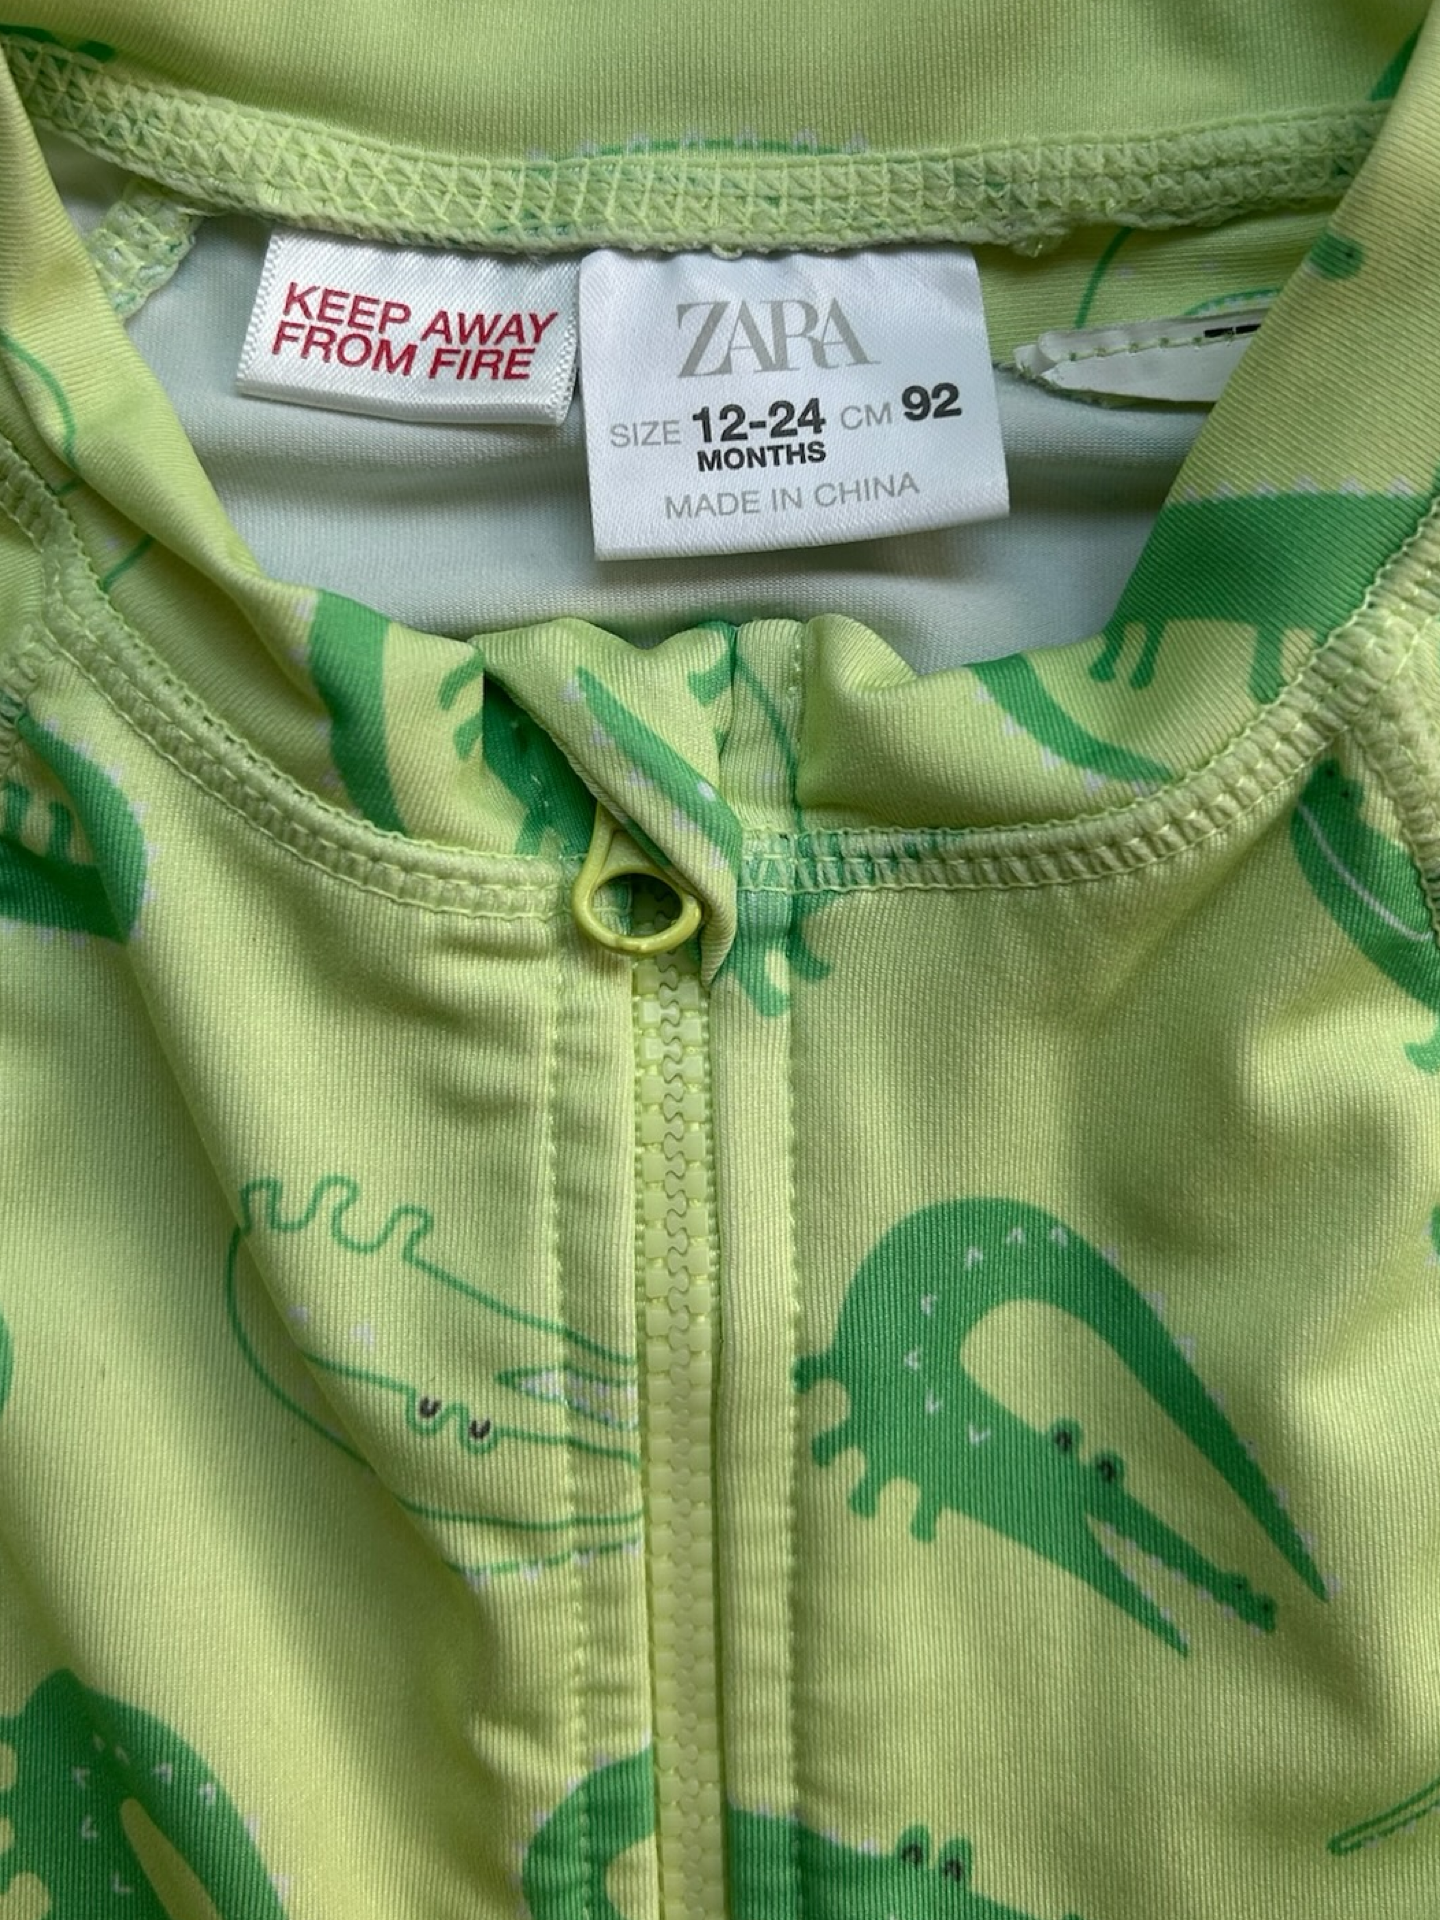 KEEP AWAY
FROM FIRE
ZARA
SIZE 12-24 CM 92
MONTHS
MADE IN CHINA